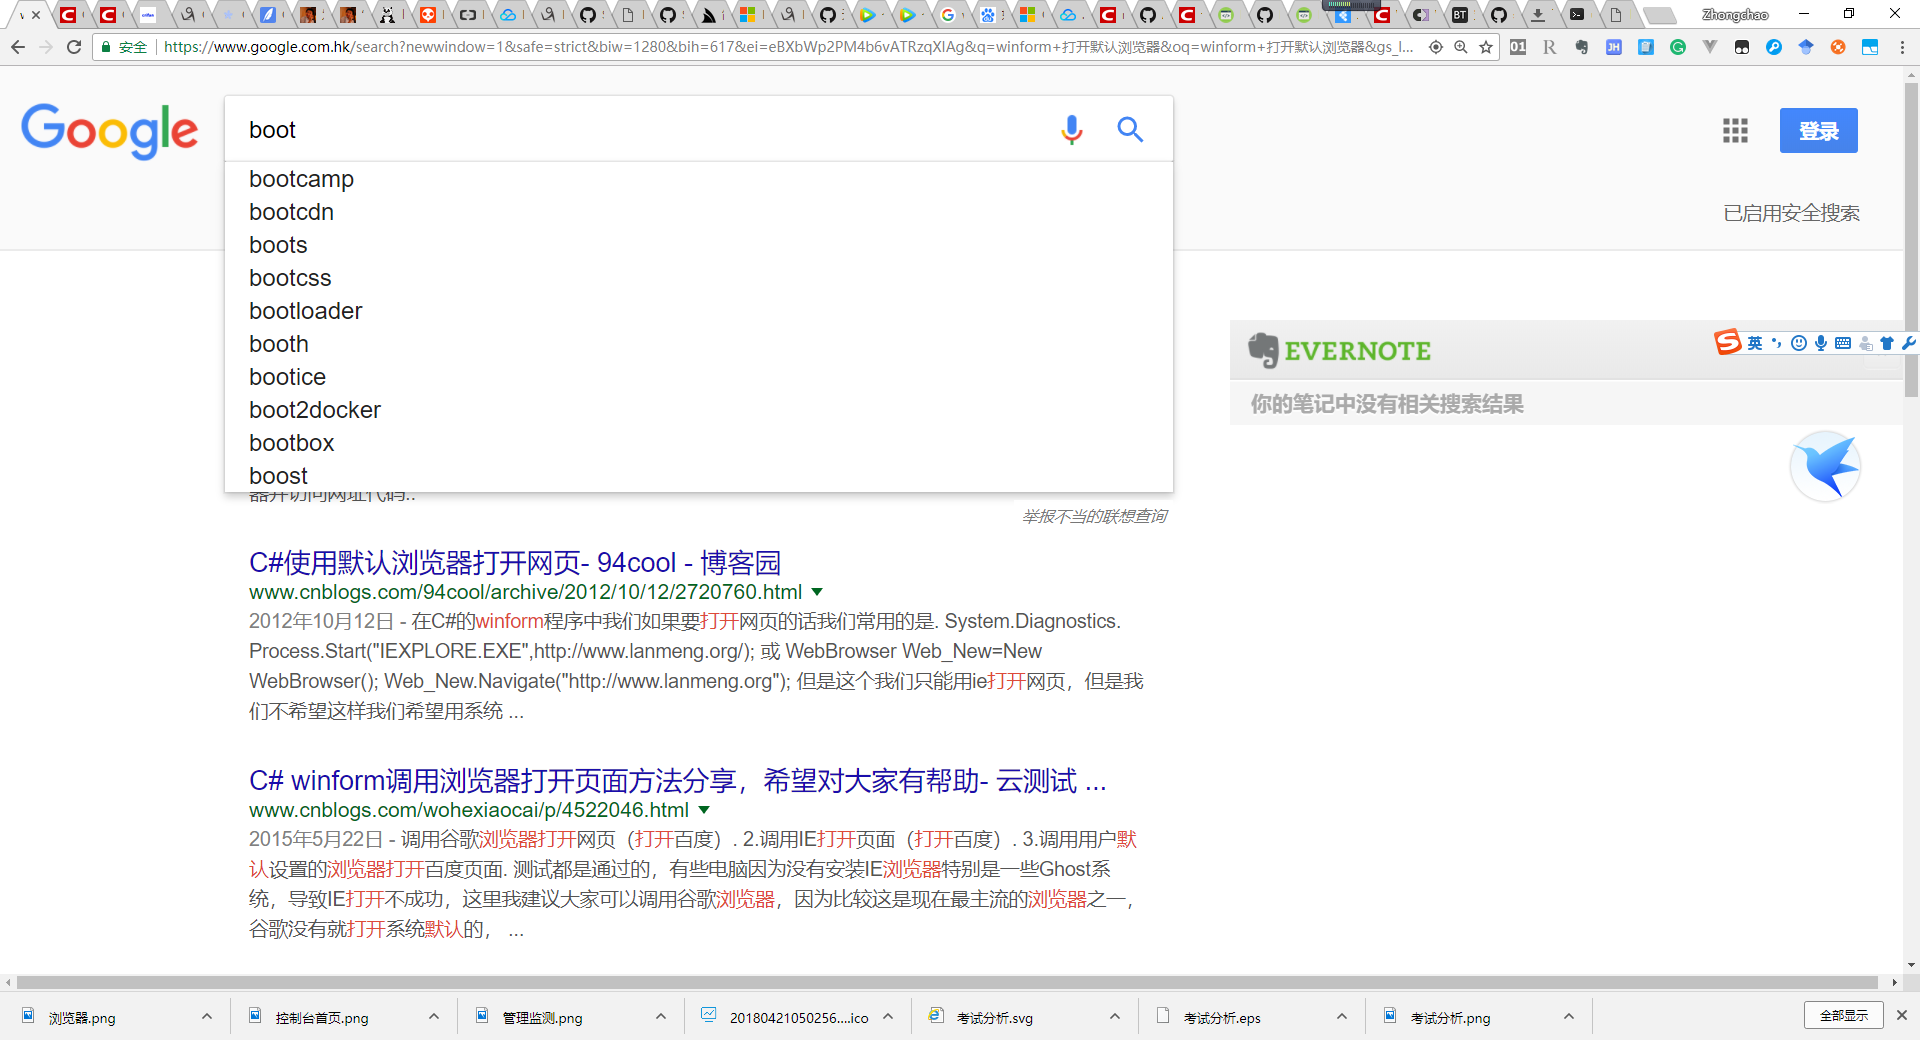 Zhongchao
安全
https://www.google.com.hk/search?newwindow=1&safe=strict&biw=1280&bih=617&ei=eBXbWp2PM4b6vATRzqXIAg&q=winform+打开默认浏览器&oq=winform+打开默认浏览器&gs_l...
Google
boot
登录
bootcamp
bootcdn
boots
bootcss
bootloader
booth
bootice
boot2docker
bootbox
boost
已启用安全搜索
EVERNOTE
英
你的笔记中没有相关搜索结果
器并访问网址代码..
举报不当的联想查询
C#使用默认浏览器打开网页- 94cool - 博客园
www.cnblogs.com/94cool/archive/2012/10/12/2720760.html
2012年10月12日 - 在C#的winform程序中我们如果要打开网页的话我们常用的是. System.Diagnostics.
Process.Start("IEXPLORE.EXE",http://www.lanmeng.org/); 或 WebBrowser Web_New=New
WebBrowser(); Web_New.Navigate("http://www.lanmeng.org"); 但是这个我们只能用ie打开网页，但是我
们不希望这样我们希望用系统 ...
C# winform调用浏览器打开页面方法分享，希望对大家有帮助- 云测试 ...
www.cnblogs.com/wohexiaocai/p/4522046.html
2015年5月22日 - 调用谷歌浏览器打开网页（打开百度）. 2.调用IE打开页面（打开百度）. 3.调用用户默
认设置的浏览器打开百度页面. 测试都是通过的，有些电脑因为没有安装IE浏览器特别是一些Ghost系
统，导致IE打开不成功，这里我建议大家可以调用谷歌浏览器，因为比较这是现在最主流的浏览器之一，
谷歌没有就打开系统默认的， ...
浏览器.png
控制台首页.png
管理监测.png
20180421050256....ico
考试分析.svg
考试分析.eps
考试分析.png
全部显示